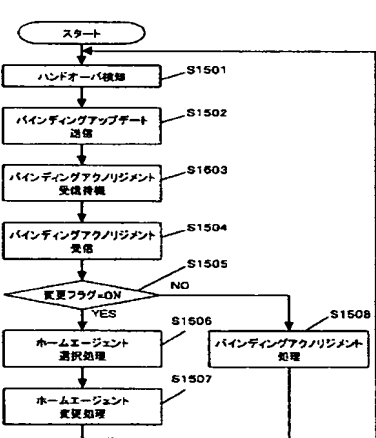 スタート
ハンドオーバ検知
S1501
バインディングアップデート
送信
S1502
バインディングアクノリジメント
受信待機
S1603
バインディングアクノリジメント
受信
S1504
変更フラグ=ON
S1505
NO
YES
ホームエージェント
選択処理
S1506
バインディングアクノリジメント
処理
S1508
ホームエージェント
変更処理
S1507